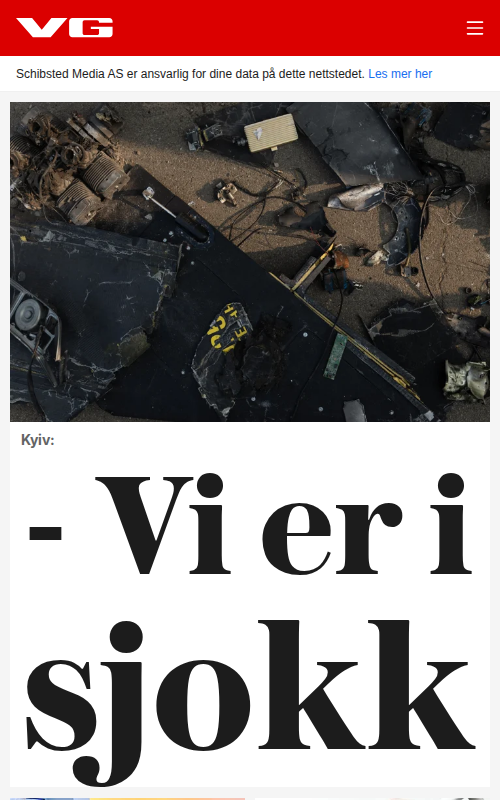 VG
Schibsted Media AS er ansvarlig for dine data på dette nettstedet. Les mer her
Kyiv:
- Vi er i
sjokk